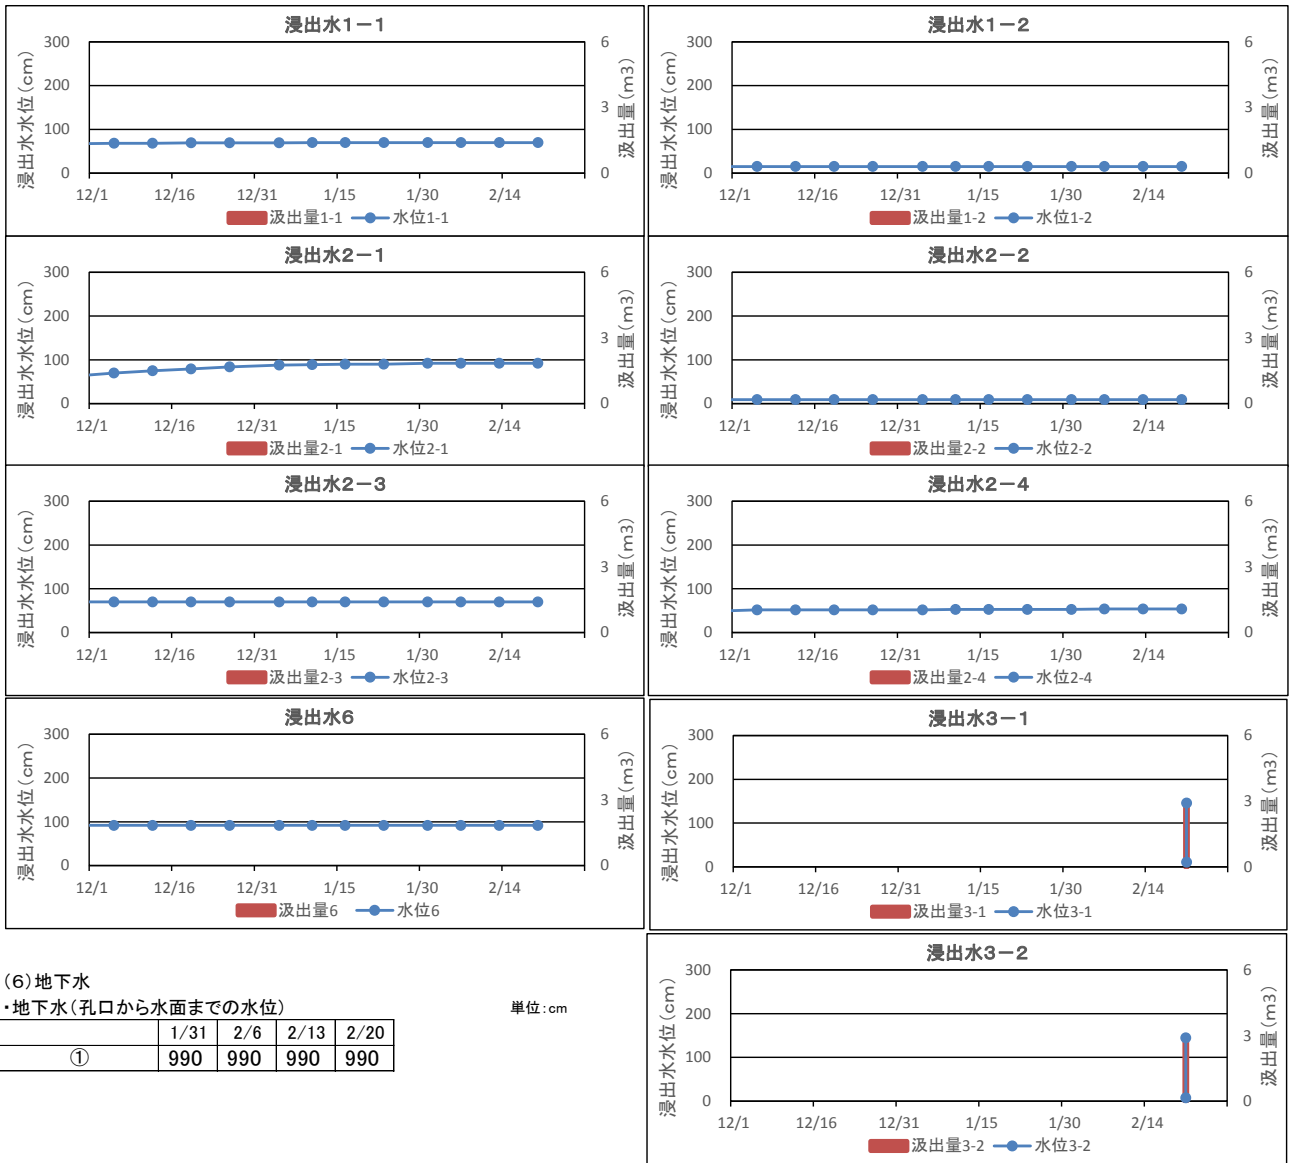 浸出水1－1
浸出水水位(cm)
300
200
100
0
6
3
0
汲出量(m3)
12/1 12/16 12/31 1/15 1/30 2/14
汲出量1-1 水位1-1
浸出水1－2
浸出水水位(cm)
300
200
100
0
6
3
0
汲出量(m3)
12/1 12/16 12/31 1/15 1/30 2/14
汲出量1-2 水位1-2
浸出水2－1
浸出水水位(cm)
300
200
100
0
6
3
0
汲出量(m3)
12/1 12/16 12/31 1/15 1/30 2/14
汲出量2-1 水位2-1
浸出水2－2
浸出水水位(cm)
300
200
100
0
6
3
0
汲出量(m3)
12/1 12/16 12/31 1/15 1/30 2/14
汲出量2-2 水位2-2
浸出水2－3
浸出水水位(cm)
300
200
100
0
6
3
0
汲出量(m3)
12/1 12/16 12/31 1/15 1/30 2/14
汲出量2-3 水位2-3
浸出水2－4
浸出水水位(cm)
300
200
100
0
6
3
0
汲出量(m3)
12/1 12/16 12/31 1/15 1/30 2/14
汲出量2-4 水位2-4
浸出水6
浸出水水位(cm)
300
200
100
0
6
3
0
汲出量(m3)
12/1 12/16 12/31 1/15 1/30 2/14
汲出量6 水位6
浸出水3－1
浸出水水位(cm)
300
200
100
0
6
3
0
汲出量(m3)
12/1 12/16 12/31 1/15 1/30 2/14
汲出量3-1 水位3-1
(6)地下水
・地下水(孔口から水面までの水位) 単位:cm
1/31 2/6 2/13 2/20
① 990 990 990 990
浸出水3－2
浸出水水位(cm)
300
200
100
0
6
3
0
汲出量(m3)
12/1 12/16 12/31 1/15 1/30 2/14
汲出量3-2 水位3-2